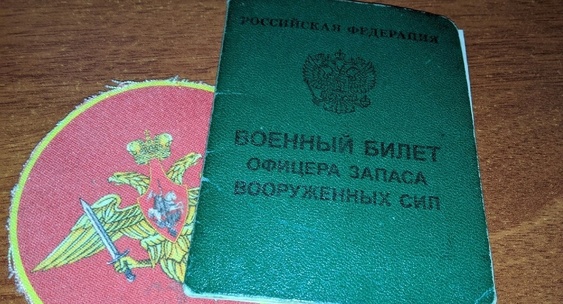 РОССИЙСКАЯ ФЕДЕРАЦИЯ
ВОЕННЫЙ БИЛЕТ
ОФИЦЕРА ЗАПАСА
ВООРУЖЕННЫХ СИЛ